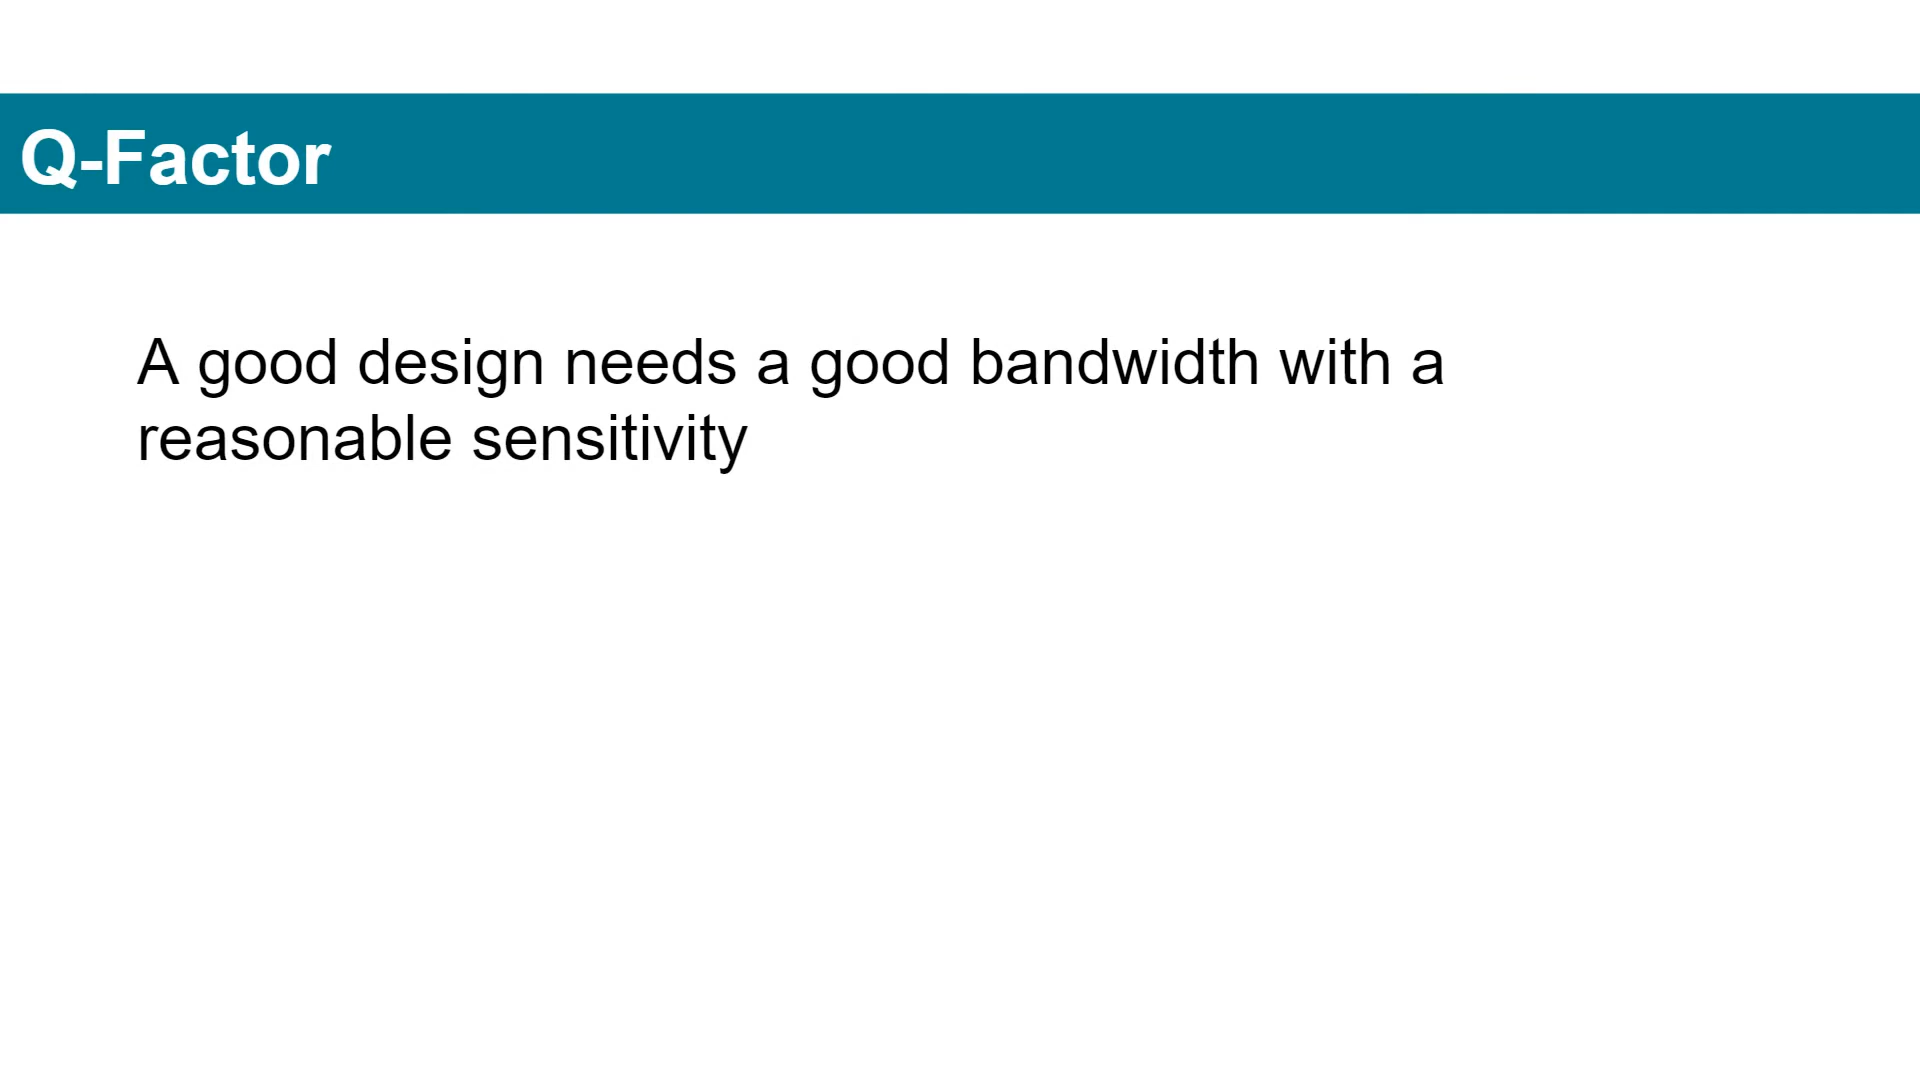 Q-Factor
A good design needs a good bandwidth with a
reasonable sensitivity